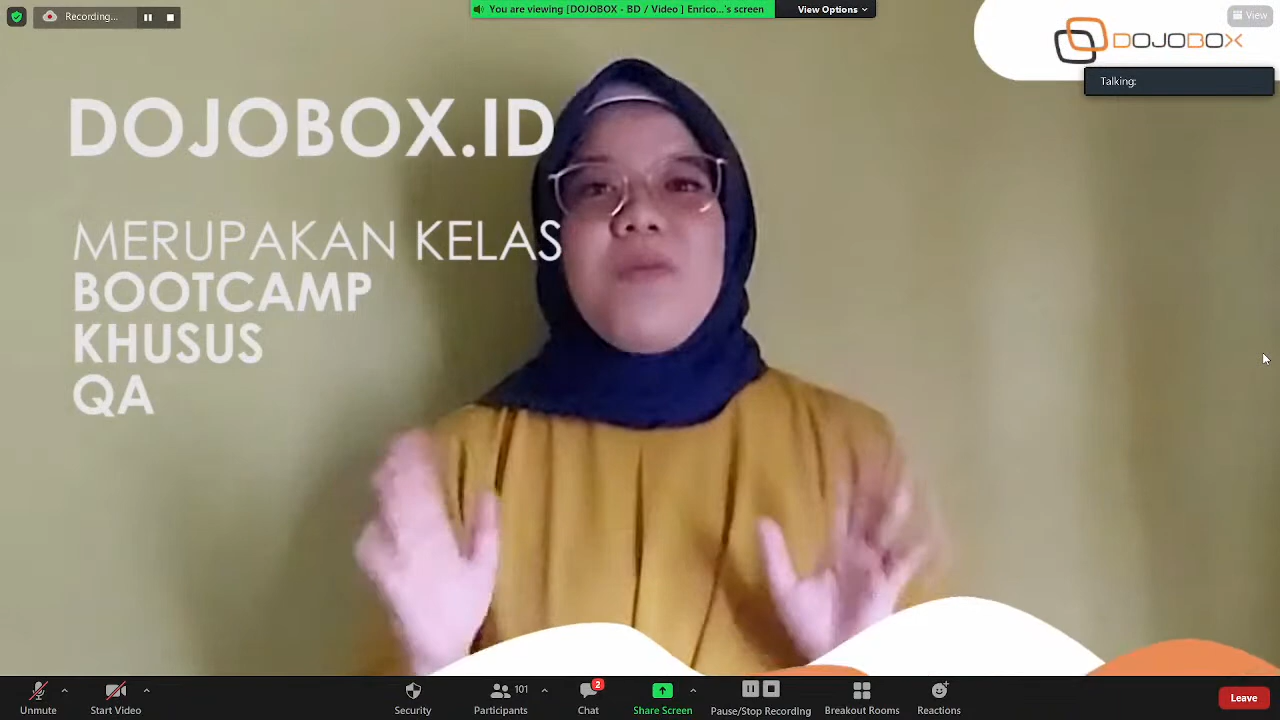 Recording...
You are viewing [DOJOBOX - BD / Video ] Enrico...'s screen
View Options
View
DOJOBOX
Talking:
DOJOBOX.ID
MERUPAKAN KELAS
BOOTCAMP
KHUSUS
QA
Unmute
Start Video
Security
101
Participants
2
Chat
Share Screen
Pause/Stop Recording
Breakout Rooms
Reactions
Leave